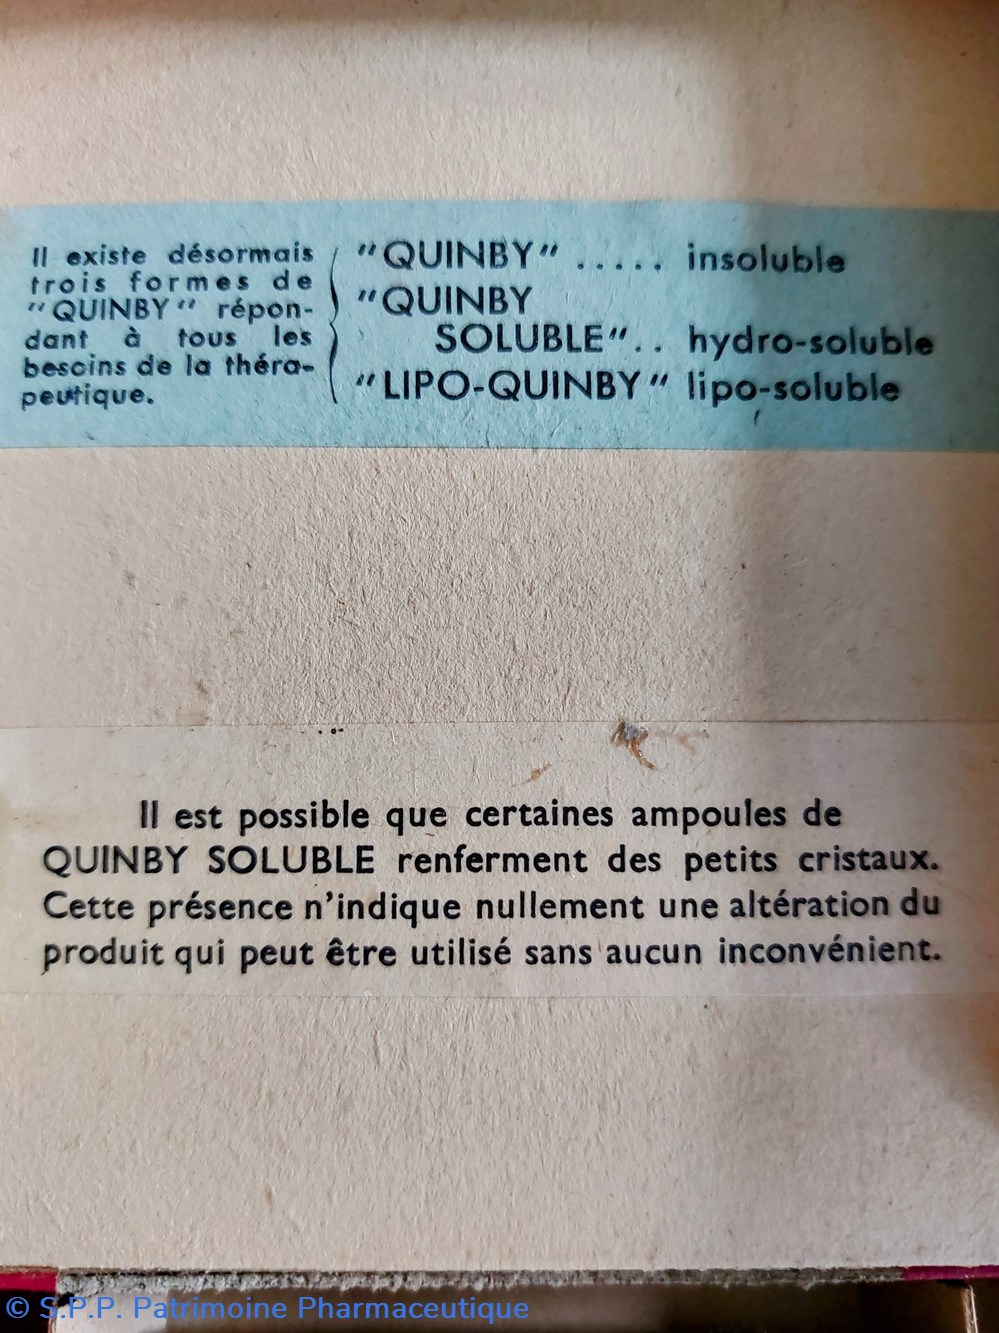 Il existe désormais
trois formes de
"QUINBY" répon-
dant à tous les
besoins de la théra-
peutique.
"QUINBY" ..... insoluble
"QUINBY
SOLUBLE".. hydro-soluble
"LIPO-QUINBY" lipo-soluble
Il est possible que certaines ampoules de
QUINBY SOLUBLE renferment des petits cristaux.
Cette présence n'indique nullement une altération du
produit qui peut être utilisé sans aucun inconvénient.
© S.P.P. Patrimoine Pharmaceutique